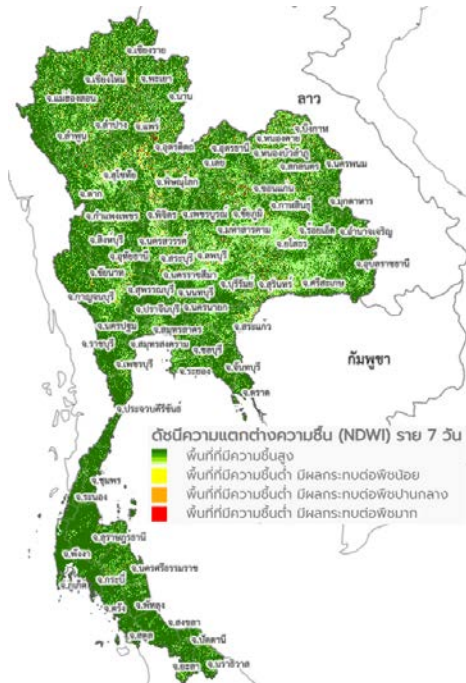 จ.เชียงราย
จ.เชียงใหม่
จ.พะเยา
จ.แม่ฮ่องสอน
จ.น่าน
จ.ลำปาง
จ.แพร่
จ.ลำพูน
จ.อุตรดิตถ์
ลาว
จ.บึงกาฬ
จ.หนองคาย
จ.อุดรธานี
จ.หนองบัวลำภู
จ.เลย
จ.สกลนคร
จ.นครพนม
จ.สุโขทัย
จ.ตาก
จ.พิษณุโลก
จ.ขอนแก่น
จ.กาฬสินธุ์
จ.มุกดาหาร
จ.กำแพงเพชร
จ.พิจิตร
จ.เพชรบูรณ์
จ.ชัยภูมิ
จ.มหาสารคาม
จ.ร้อยเอ็ด
จ.อำนาจเจริญ
จ.สิงหบุรี
จ.นครสวรรค์
จ.ยโสธร
จ.อุทัยธานี
จ.สระบุรี
จ.ลพบุรี
จ.อุบลราชธานี
จ.ชัยนาท
จ.นครราชสีมา
จ.บุรีรัมย์
จ.สุรินทร์
จ.ศรีสะเกษ
จ.สุพรรณบุรี
จ.นนทบุรี
จ.กาญจนบุรี
จ.ปราจีนบุรี
จ.นครนายก
จ.นครปฐม
จ.สมุทรสาคร
จ.สระแก้ว
จ.ราชบุรี
จ.สมุทรสงคราม
จ.ชลบุรี
จ.เพชรบุรี
จ.ระยอง
จ.จันทบุรี
กัมพูชา
จ.ตราด
จ.ประจวบคีรีขันธ์
ดัชนีความแตกต่างความชื้น (NDWI) ราย 7 วัน
พื้นที่ที่มีความชื้นสูง
พื้นที่ที่มีความชื้นต่ำ มีผลกระทบต่อพืชน้อย
พื้นที่ที่มีความชื้นต่ำ มีผลกระทบต่อพืชปานกลาง
พื้นที่ที่มีความชื้นต่ำ มีผลกระทบต่อพืชมาก
จ.ชุมพร
จ.ระนอง
จ.สุราษฎร์ธานี
จ.พังงา
จ.นครศรีธรรมราช
จ.ภูเก็ต
จ.กระบี่
จ.ตรัง
จ.พัทลุง
จ.สงขลา
จ.สตูล
จ.ปัตตานี
จ.ยะลา
จ.นราธิวาส